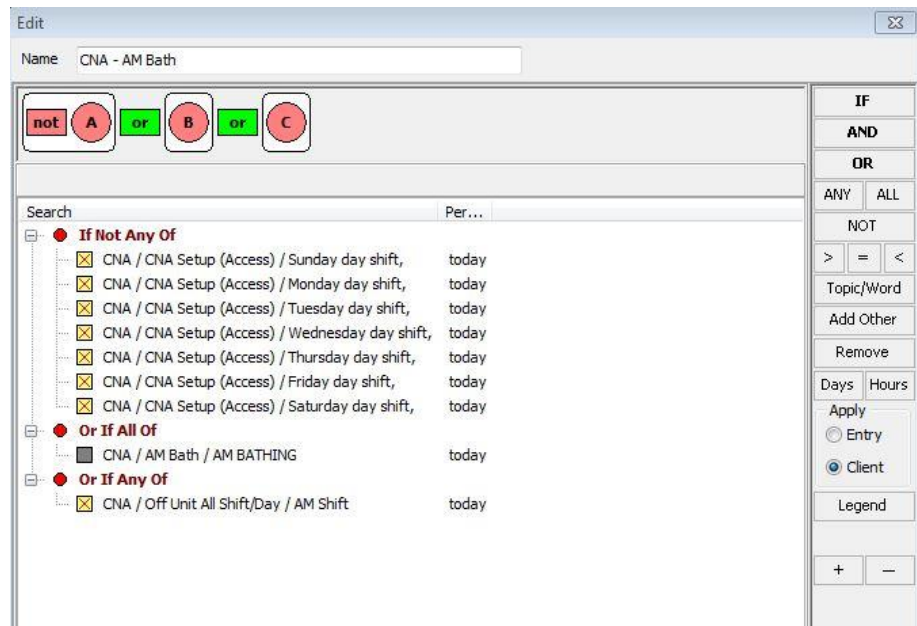 Edit
Name CNA - AM Bath
not A or B or C
IF
AND
OR
ANY ALL
NOT
> = <
Topic/Word
Add Other
Remove
Days Hours
Apply
Entry
Client
Legend
+ –
Search Per...
If Not Any Of
CNA / CNA Setup (Access) / Sunday day shift, today
CNA / CNA Setup (Access) / Monday day shift, today
CNA / CNA Setup (Access) / Tuesday day shift, today
CNA / CNA Setup (Access) / Wednesday day shift, today
CNA / CNA Setup (Access) / Thursday day shift, today
CNA / CNA Setup (Access) / Friday day shift, today
CNA / CNA Setup (Access) / Saturday day shift, today
Or If All Of
CNA / AM Bath / AM BATHING today
Or If Any Of
CNA / Off Unit All Shift/Day / AM Shift today